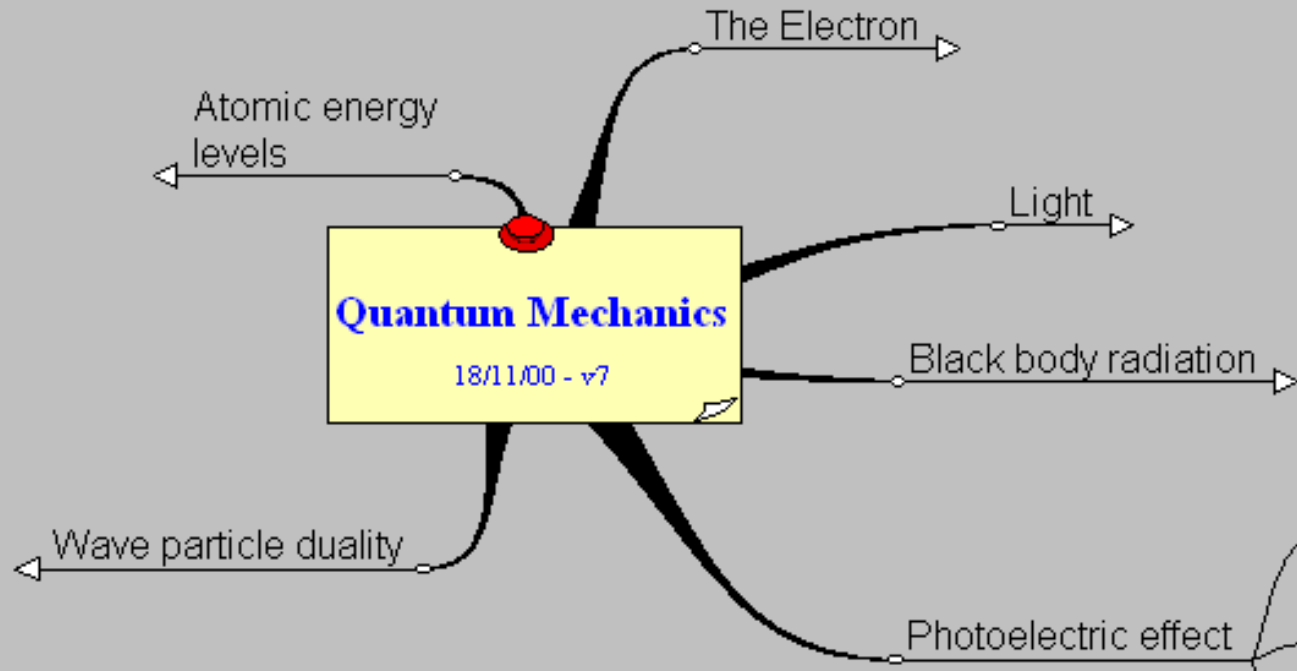 The Electron
Atomic energy
levels
Light
Quantum Mechanics
18/11/00 - v7
Black body radiation
Wave particle duality
Photoelectric effect